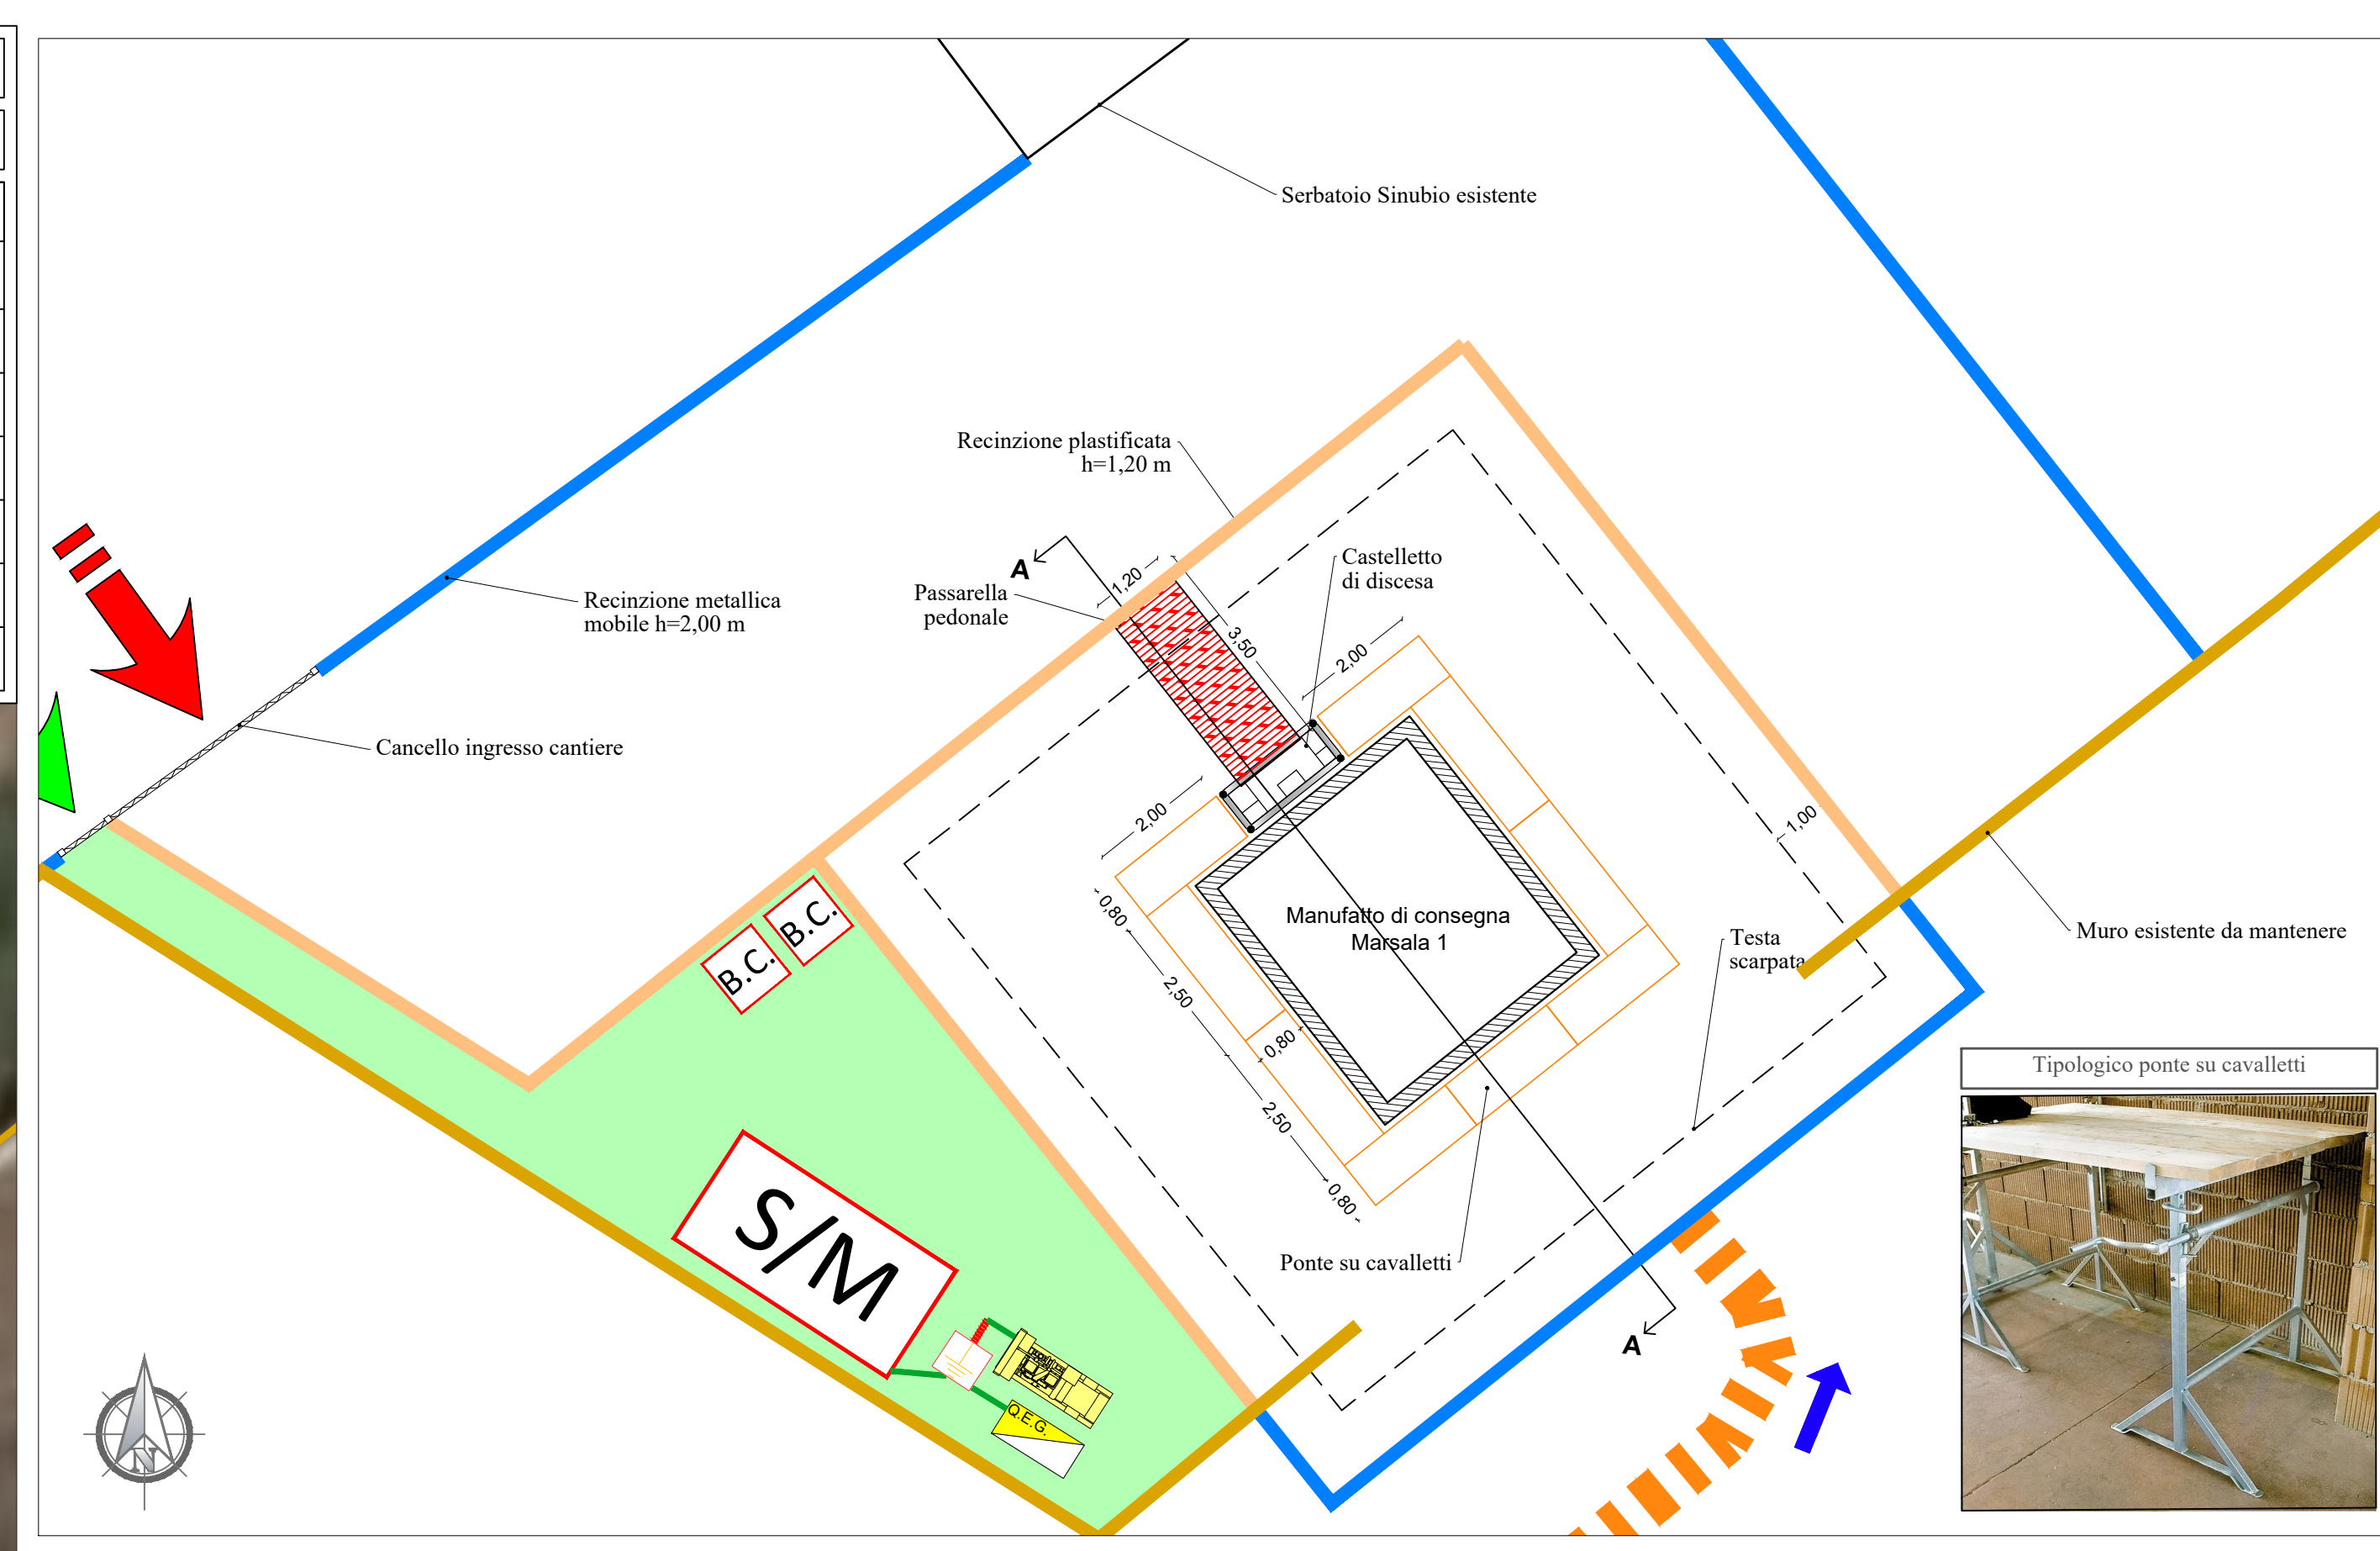 Serbatoio Sinubio esistente
Recinzione plastificata
h=1,20 m
A
1,20
Castelletto
di discesa
Passarella
pedonale
Recinzione metallica
mobile h=2,00 m
3,50
2,00
Cancello ingresso cantiere
2,00
1,00
B.C.
B.C.
0,80
Manufatto di consegna
Marsala 1
Testa
scarpata
Muro esistente da mantenere
2,50
0,80
Tipologico ponte su cavalletti
2,50
0,80
S/M
Ponte su cavalletti
A
Q.E.G.
N